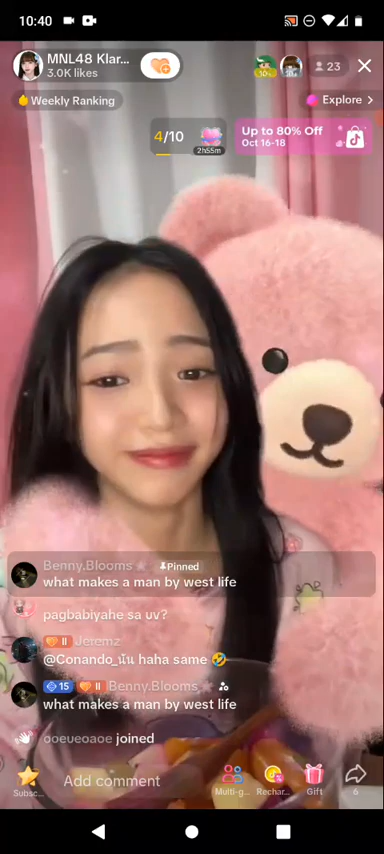 10:40
MNL48 Klar...
3.0K likes
23
Weekly Ranking
Explore >
4/10
2h55m
Up to 80% Off
Oct 16-18
Benny.Blooms Pinned
what makes a man by west life
pagbabiyahe sa uv?
II Jeremz
@Conando_นัน haha same 🤣
15 II Benny.Blooms
what makes a man by west life
ooeueoaoe joined
Add comment
Subsc...
Multi-g...
Rechar...
Gift
6